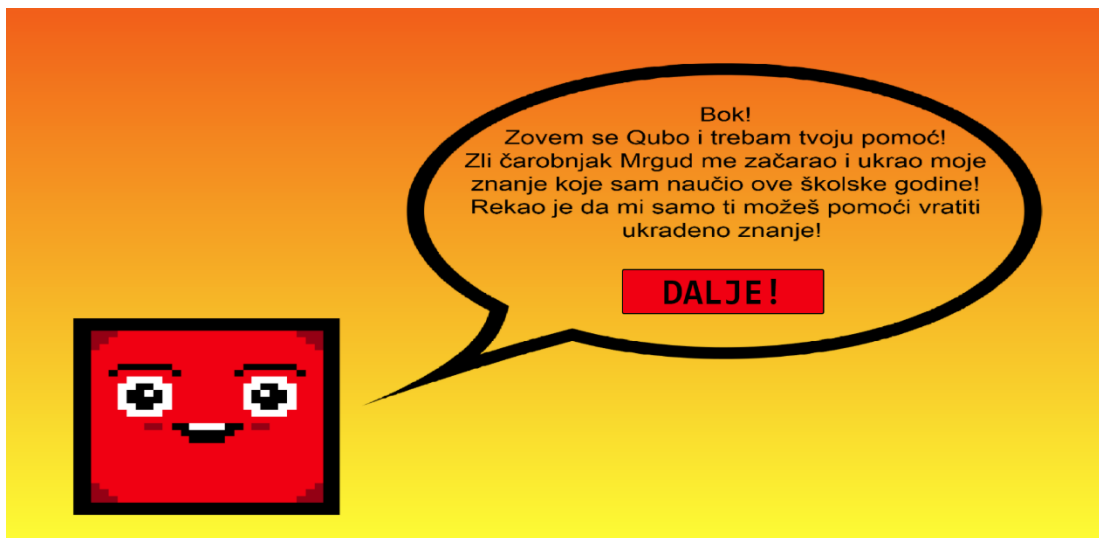 Bok!
Zovem se Qubo i trebam tvoju pomoć!
Zli čarobnjak Mrgud me začarao i ukrao moje
znanje koje sam naučio ove školske godine!
Rekao je da mi samo ti možeš pomoći vratiti
ukradeno znanje!
DALJE!